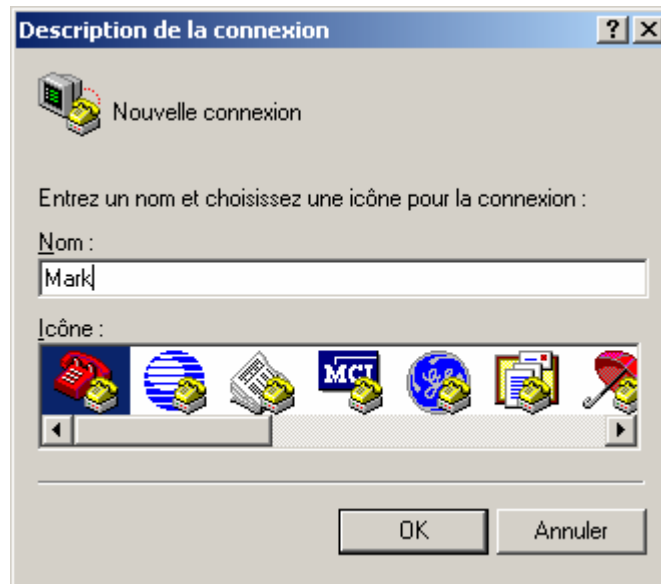 Description de la connexion
Nouvelle connexion
Entrez un nom et choisissez une icône pour la connexion :
Nom :
Mark
Icône :
MCI
OK
Annuler